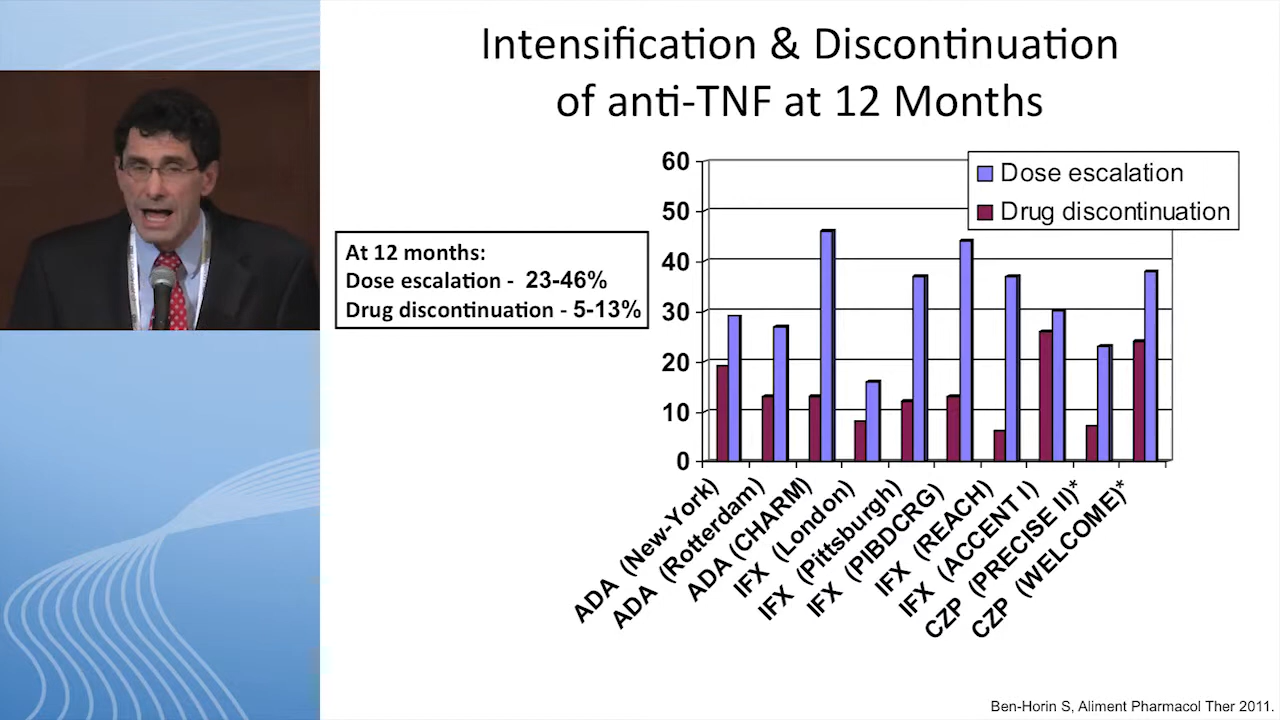 Intensification & Discontinuation
of anti-TNF at 12 Months
At 12 months:
Dose escalation - 23-46%
Drug discontinuation - 5-13%
Dose escalation
Drug discontinuation
60
50
40
30
20
10
0
ADA (New-York)
ADA (Rotterdam)
ADA (CHARM)
IFX (London)
IFX (Pittsburgh)
IFX (PIBDCRG)
IFX (REACH)
IFX (ACCENT I)
CZP (PRECISE II)*
CZP (WELCOME)*
Ben-Horin S, Aliment Pharmacol Ther 2011.